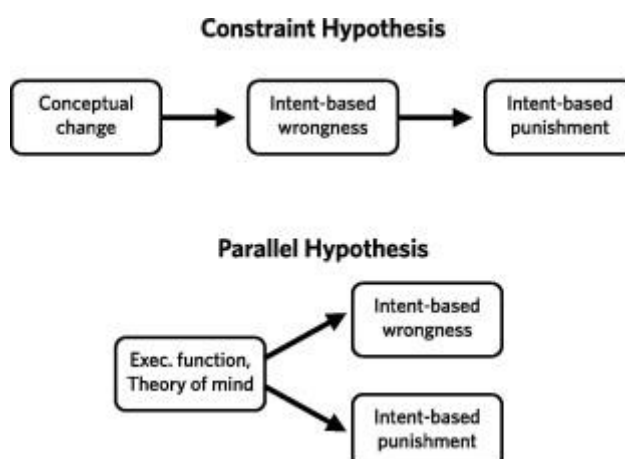 Constraint Hypothesis
Conceptual
change
Intent-based
wrongness
Intent-based
punishment
Parallel Hypothesis
Exec. function,
Theory of mind
Intent-based
wrongness
Intent-based
punishment